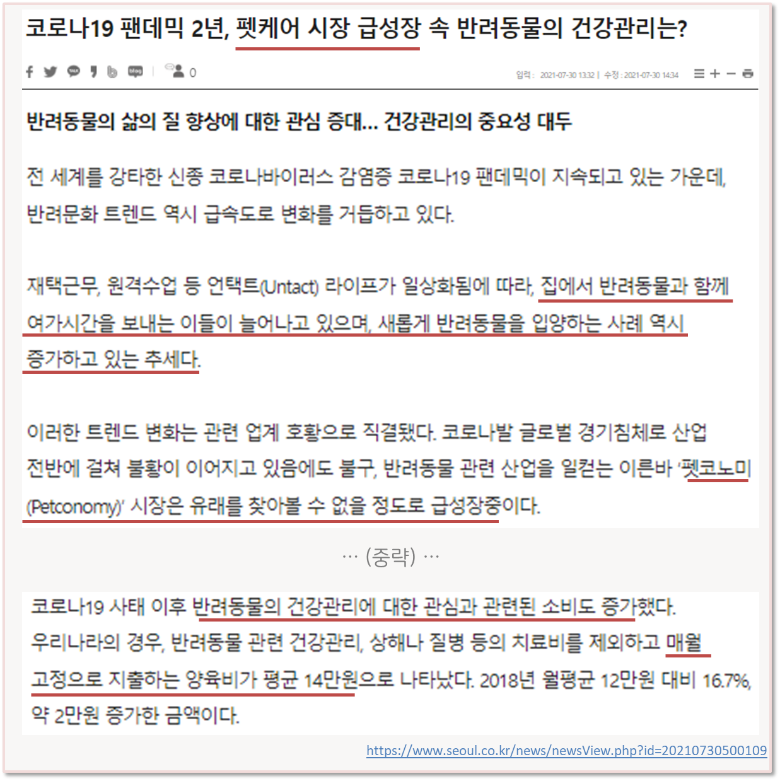 코로나19 팬데믹 2년, 펫케어 시장 급성장 속 반려동물의 건강관리는?
0
입력 : 2021-07-30 13:32 | 수정 : 2021-07-30 14:34
반려동물의 삶의 질 향상에 대한 관심 증대... 건강관리의 중요성 대두
전 세계를 강타한 신종 코로나바이러스 감염증 코로나19 팬데믹이 지속되고 있는 가운데,
반려문화 트렌드 역시 급속도로 변화를 거듭하고 있다.
재택근무, 원격수업 등 언택트(Untact) 라이프가 일상화됨에 따라, 집에서 반려동물과 함께
여가시간을 보내는 이들이 늘어나고 있으며, 새롭게 반려동물을 입양하는 사례 역시
증가하고 있는 추세다.
이러한 트렌드 변화는 관련 업계 호황으로 직결됐다. 코로나발 글로벌 경기침체로 산업
전반에 걸쳐 불황이 이어지고 있음에도 불구, 반려동물 관련 산업을 일컫는 이른바 '펫코노미
(Petconomy)' 시장은 유래를 찾아볼 수 없을 정도로 급성장중이다.
... (중략) ...
코로나19 사태 이후 반려동물의 건강관리에 대한 관심과 관련된 소비도 증가했다.
우리나라의 경우, 반려동물 관련 건강관리, 상해나 질병 등의 치료비를 제외하고 매월
고정으로 지출하는 양육비가 평균 14만원으로 나타났다. 2018년 월평균 12만원 대비 16.7%,
약 2만원 증가한 금액이다.
https://www.seoul.co.kr/news/newsView.php?id=20210730500109